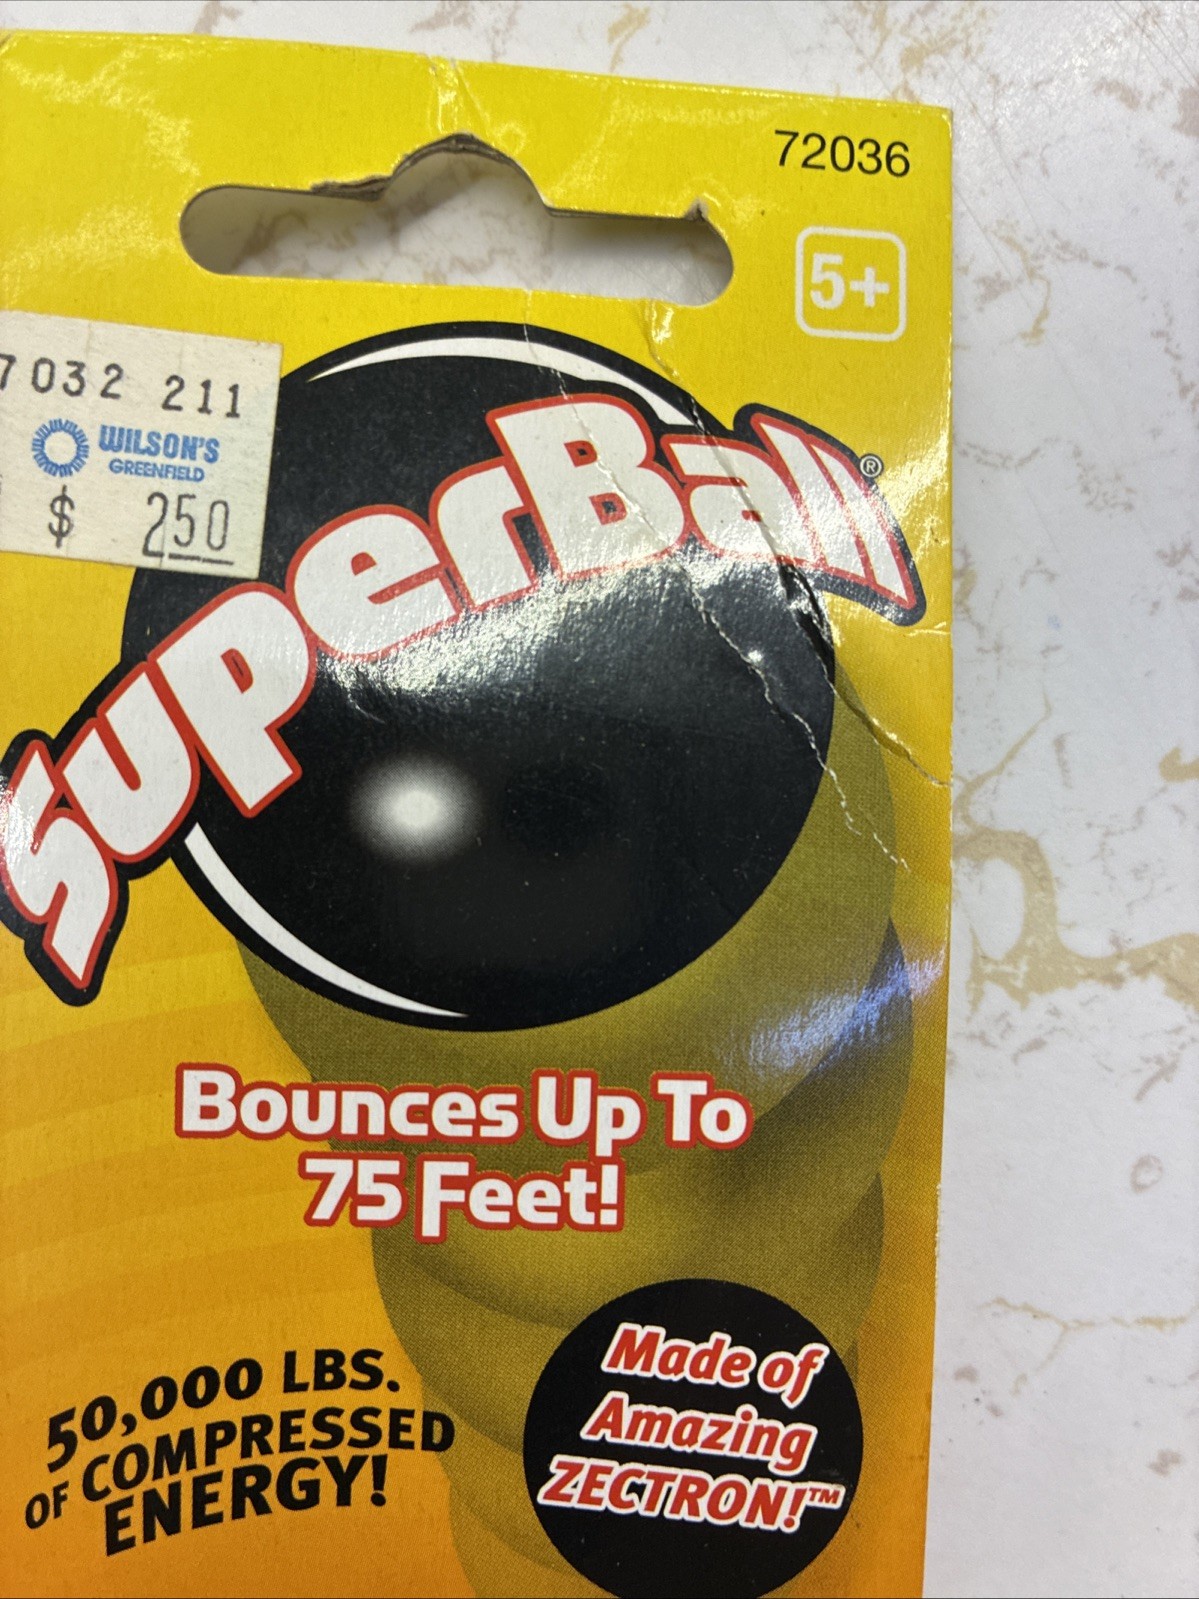 72036
5+
7032 211
WILSON'S
GREENFIELD
$ 250
SuperBall®
Bounces Up To
75 Feet!
50,000 LBS.
OF COMPRESSED
ENERGY!
Made of
Amazing
ZECTRON!™